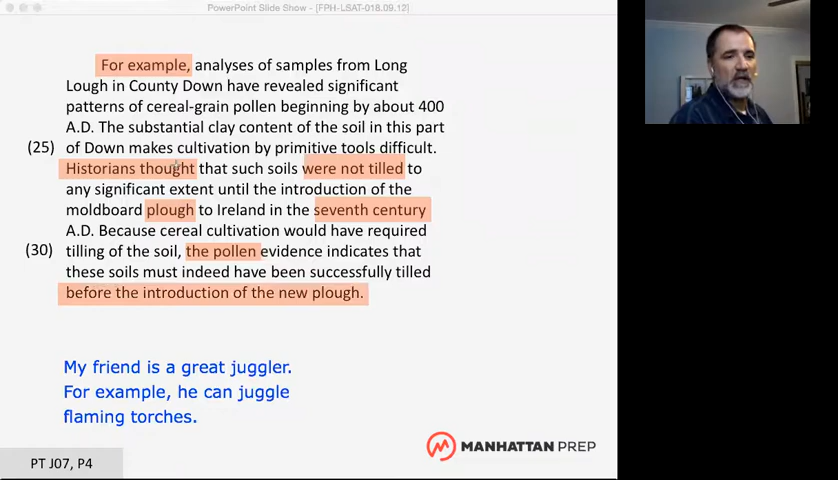 PowerPoint Slide Show - [FPH-LSAT-018.09.12]
For example, analyses of samples from Long
Lough in County Down have revealed significant
patterns of cereal-grain pollen beginning by about 400
A.D. The substantial clay content of the soil in this part
(25) of Down makes cultivation by primitive tools difficult.
Historians thought that such soils were not tilled to
any significant extent until the introduction of the
moldboard plough to Ireland in the seventh century
A.D. Because cereal cultivation would have required
(30) tilling of the soil, the pollen evidence indicates that
these soils must indeed have been successfully tilled
before the introduction of the new plough.
My friend is a great juggler.
For example, he can juggle
flaming torches.
MANHATTAN PREP
PT J07, P4